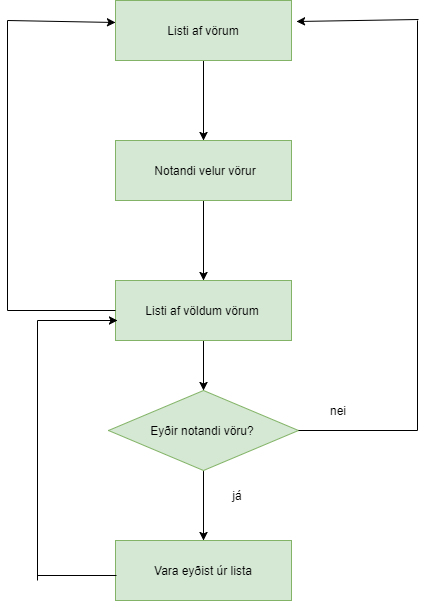 Listi af vörum
Notandi velur vörur
Listi af völdum vörum
Eyðir notandi vöru?
nei
já
Vara eyðist úr lista